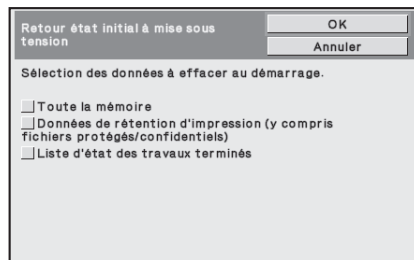 Retour état initial à mise sous
tension
OK
Annuler
Sélection des données à effacer au démarrage.
Toute la mémoire
Données de rétention d'impression (y compris
fichiers protégés/confidentiels)
Liste d'état des travaux terminés